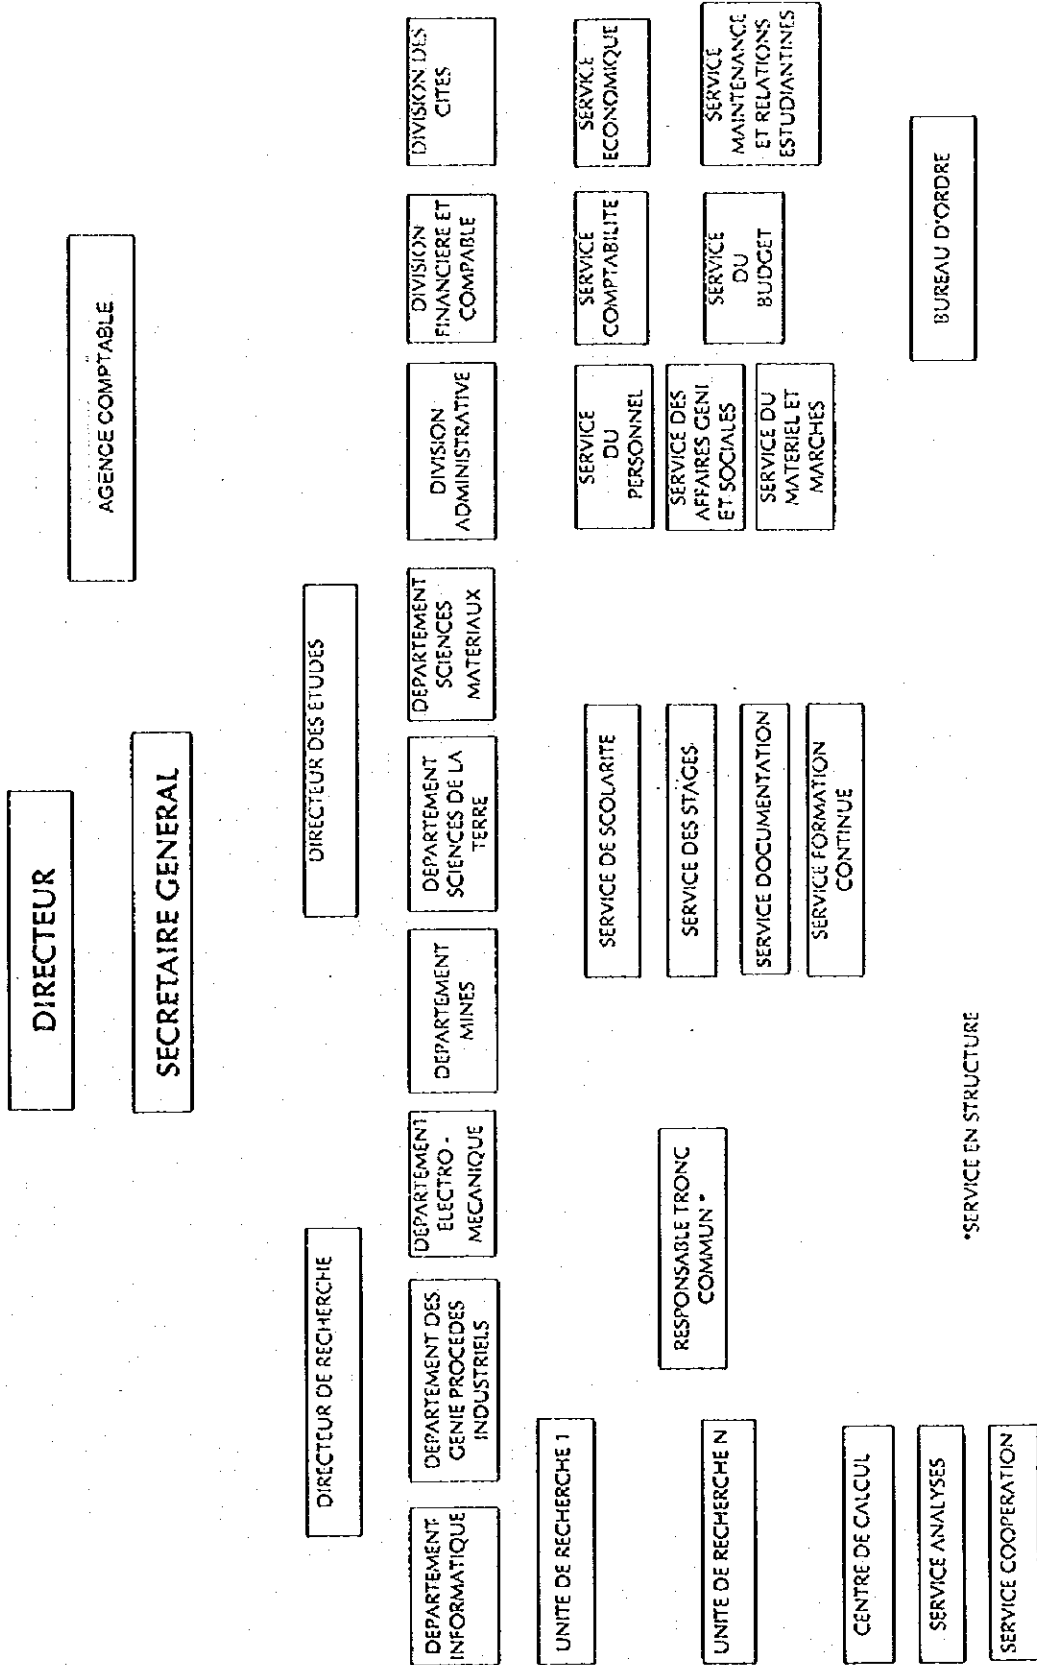 DIRECTEUR
AGENCE COMPTABLE
SECRETAIRE GENERAL
DIRECTEUR DE RECHERCHE
DIRECTEUR DES ETUDES
DEPARTEMENT
INFORMATIQUE
DEPARTEMENT DES
GENIE PROCEDES
INDUSTRIELS
DEPARTEMENT
ELECTRO -
MECANIQUE
DEPARTEMENT
MINES
DEPARTEMENT
SCIENCES DE LA
TERRE
DEPARTEMENT
SCIENCES
MATERIAUX
DIVISION
ADMINISTRATIVE
DIVISION
FINANCIERE ET
COMPABLE
DIVISION DES
CITES
UNITE DE RECHERCHE 1
UNITE DE RECHERCHE N
CENTRE DE CALCUL
SERVICE ANALYSES
SERVICE COOPERATION
RESPONSABLE TRONC
COMMUN *
SERVICE DE SCOLARITE
SERVICE DES STAGES
SERVICE DOCUMENTATION
SERVICE FORMATION
CONTINUE
SERVICE
DU
PERSONNEL
SERVICE DES
AFFAIRES GENI
ET SOCIALES
SERVICE DU
MATERIEL ET
MARCHES
SERVICE
COMPTABILITE
SERVICE
DU
BUDGET
SERVICE
ECONOMIQUE
SERVICE
MAINTENANCE
ET RELATIONS
ESTUDIANTINES
BUREAU D'ORDRE
*SERVICE EN STRUCTURE